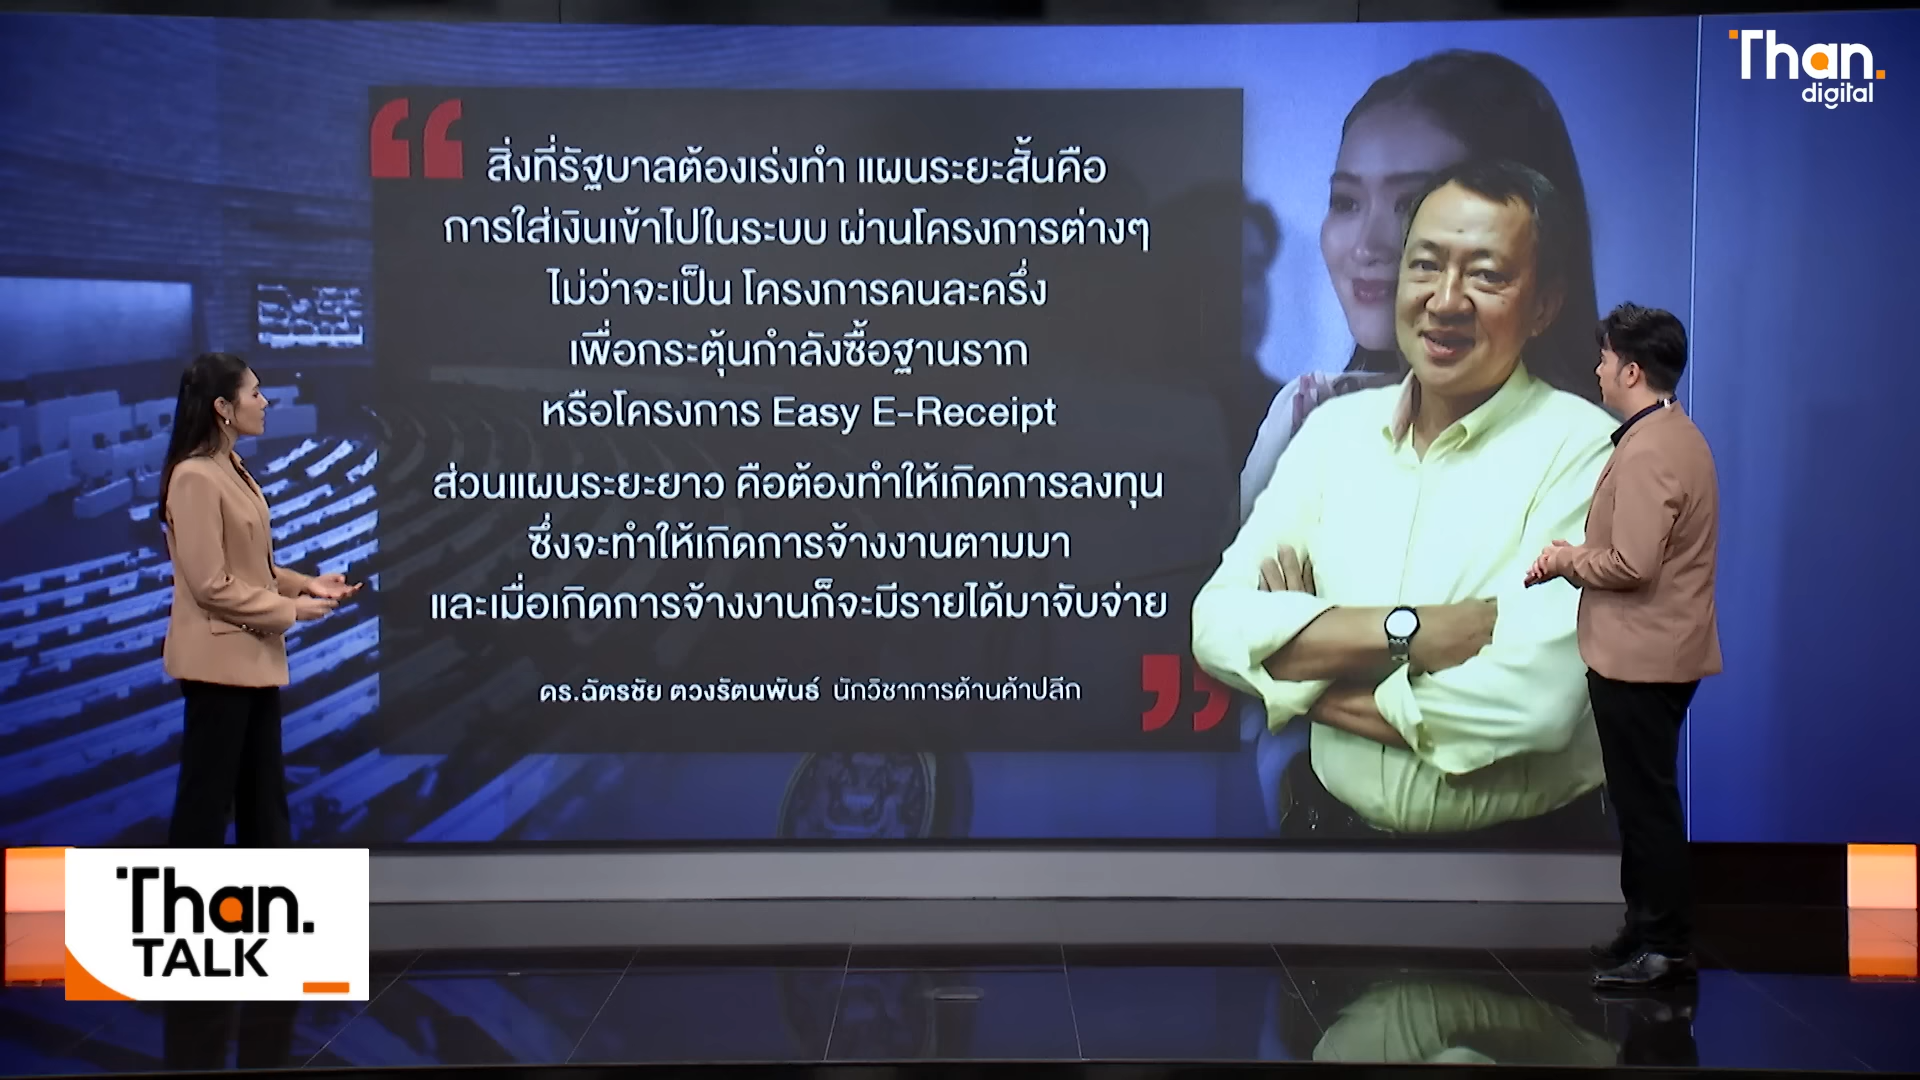 Than.
digital
สิ่งที่รัฐบาลต้องเร่งทำ แผนระยะสั้นคือ
การใส่เงินเข้าไปในระบบ ผ่านโครงการต่างๆ
ไม่ว่าจะเป็น โครงการคนละครึ่ง
เพื่อกระตุ้นกำลังซื้อฐานราก
หรือโครงการ Easy E-Receipt
ส่วนแผนระยะยาว คือต้องทำให้เกิดการลงทุน
ซึ่งจะทำให้เกิดการจ้างงานตามมา
และเมื่อเกิดการจ้างงานก็จะมีรายได้มาจับจ่าย
ดร.ฉัตรชัย ตวงรัตนพันธ์ นักวิชาการด้านค้าปลีก
Than.
TALK